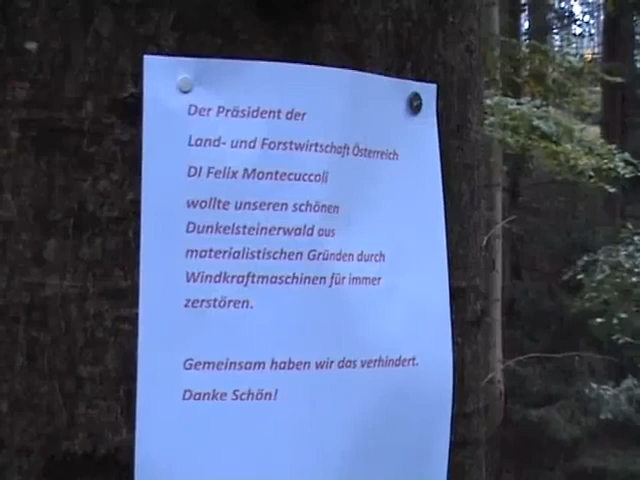 Der Präsident der
Land- und Forstwirtschaft Österreich
DI Felix Montecuccoli
wollte unseren schönen
Dunkelsteinerwald aus
materialistischen Gründen durch
Windkraftmaschinen für immer
zerstören.
Gemeinsam haben wir das verhindert.
Danke Schön!